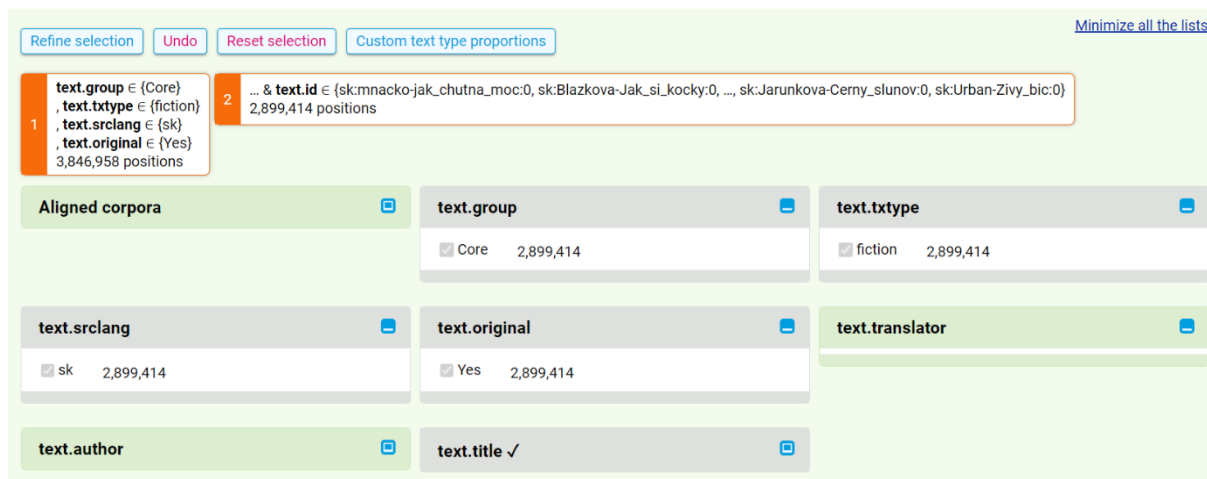 Minimize all the lists
Refine selection Undo Reset selection Custom text type proportions
1
text.group ∈ {Core}
, text.txtype ∈ {fiction}
, text.srclang ∈ {sk}
, text.original ∈ {Yes}
3,846,958 positions
2
... & text.id ∈ {sk:mnacko-jak_chutna_moc:0, sk:Blazkova-Jak_si_kocky:0, ..., sk:Jarunkova-Cerny_slunov:0, sk:Urban-Zivy_bic:0}
2,899,414 positions
Aligned corpora
text.group
Core 2,899,414
text.txtype
fiction 2,899,414
text.srclang
sk 2,899,414
text.original
Yes 2,899,414
text.translator
text.author
text.title ✓